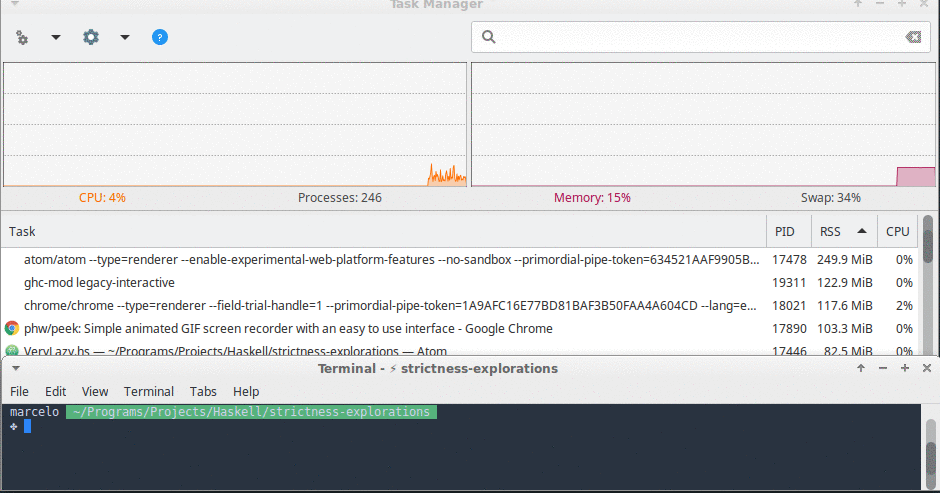 Task Manager
CPU: 4% Processes: 246 Memory: 15% Swap: 34%
Task PID RSS CPU
atom/atom --type=renderer --enable-experimental-web-platform-features --no-sandbox --primordial-pipe-token=634521AAF9905B... 17478 249.9 MiB 0%
ghc-mod legacy-interactive 19311 122.9 MiB 0%
chrome/chrome --type=renderer --field-trial-handle=1 --primordial-pipe-token=1A9AFC16E77BD81BAF3B50FAA4A604CD --lang=e... 18021 117.6 MiB 2%
phw/peek: Simple animated GIF screen recorder with an easy to use interface - Google Chrome 17890 103.3 MiB 0%
VeryLazy.hs — ~/Programs/Projects/Haskell/strictness-explorations — Atom 17446 82.5 MiB 0%
Terminal - ⚡ strictness-explorations
File Edit View Terminal Tabs Help
marcelo ~/Programs/Projects/Haskell/strictness-explorations